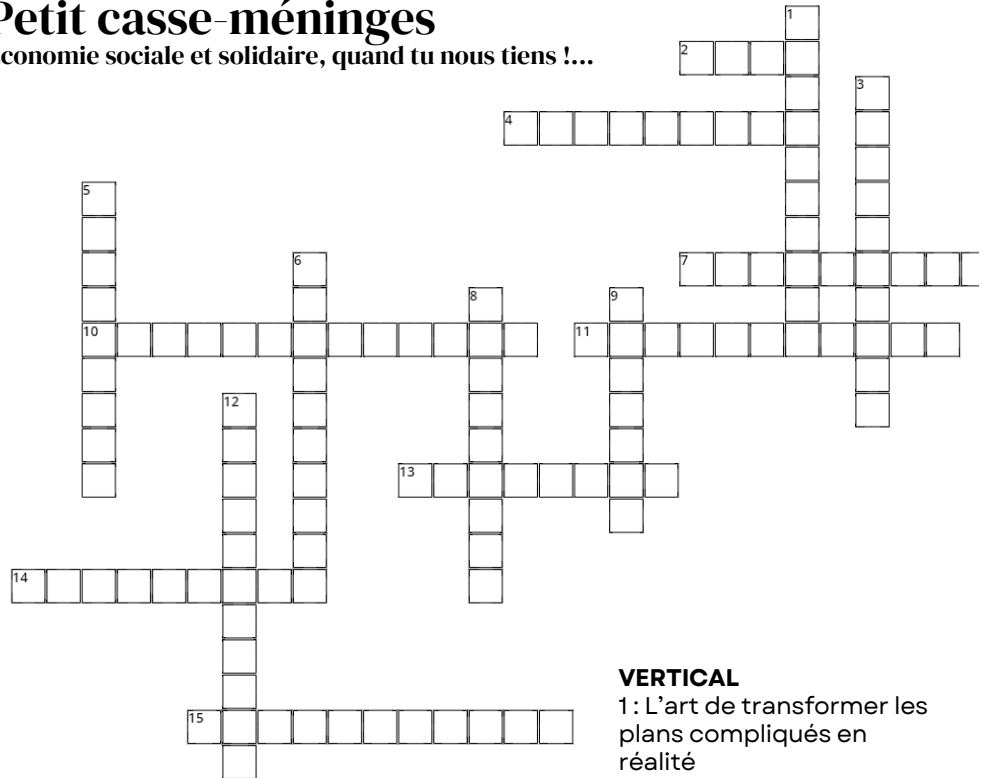 Petit casse-méninges
conomie sociale et solidaire, quand tu nous tiens !...
1
2
3
4
5
6
7
8
9
10
11
12
13
14
15
VERTICAL
1: L'art de transformer les
plans compliqués en
réalité